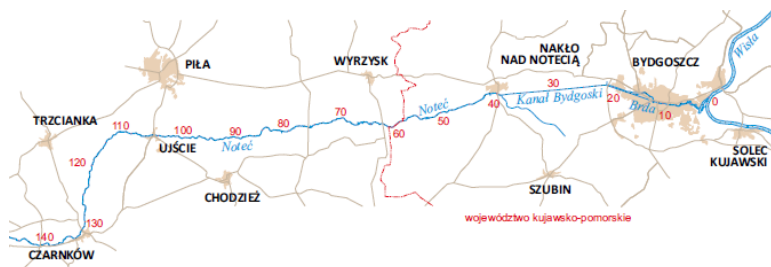 PIŁA
WYRZYSK
NAKŁO
NAD NOTECIĄ
BYDGOSZCZ
Wisła
TRZCIANKA
110
100
90
80
70
60
50
40
30
20
10
0
Noteć
Kanał Bydgoski
Brda
UJŚCIE
Noteć
120
CHODZIEŻ
SZUBIN
SOLEC
KUJAWSKI
województwo kujawsko-pomorskie
130
140
CZARNKÓW